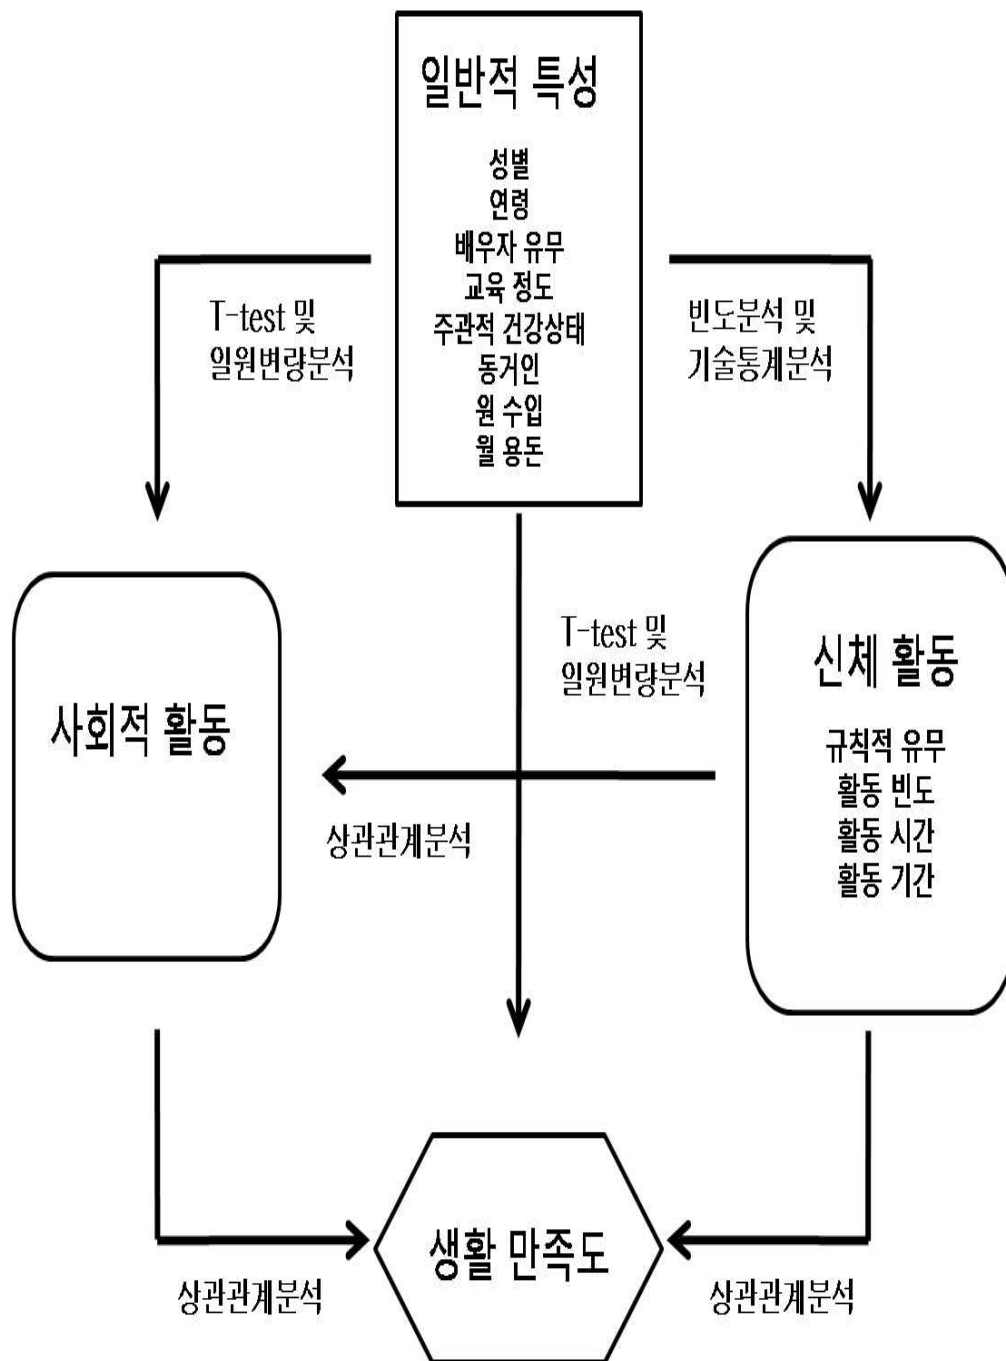 일반적 특성
성별
연령
배우자 유무
교육 정도
주관적 건강상태
동거인
원 수입
월 용돈
T-test 및
일원변량분석
빈도분석 및
기술통계분석
T-test 및
일원변량분석
사회적 활동
신체 활동
규칙적 유무
활동 빈도
활동 시간
활동 기간
상관관계분석
생활 만족도
상관관계분석
상관관계분석